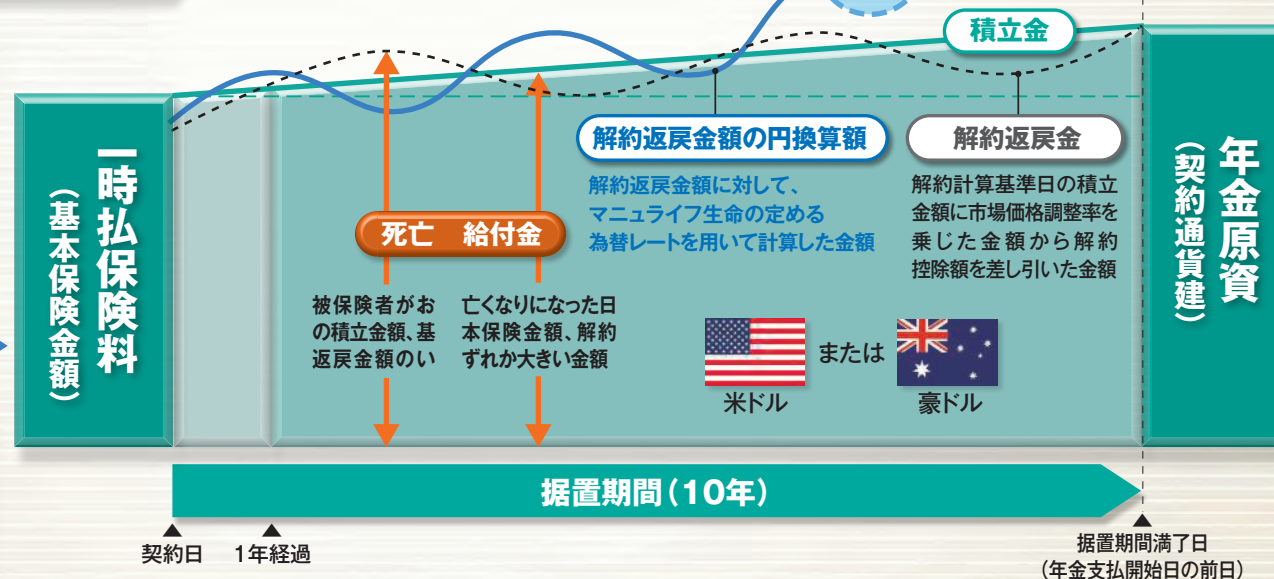 積立金
一時払保険料
（基本保険金額）
解約返戻金額の円換算額
解約返戻金額に対して、
マニュライフ生命の定める
為替レートを用いて計算した金額
解約返戻金
解約計算基準日の積立
金額に市場価格調整率を
乗じた金額から解約
控除額を差し引いた金額
死亡 給付金
被保険者がお亡くなりになった日
の積立金額、基本保険金額、解約
返戻金額のいずれか大きい金額
米ドル
または
豪ドル
年金原資
（契約通貨建）
据置期間（10年）
契約日
1年経過
据置期間満了日
（年金支払開始日の前日）